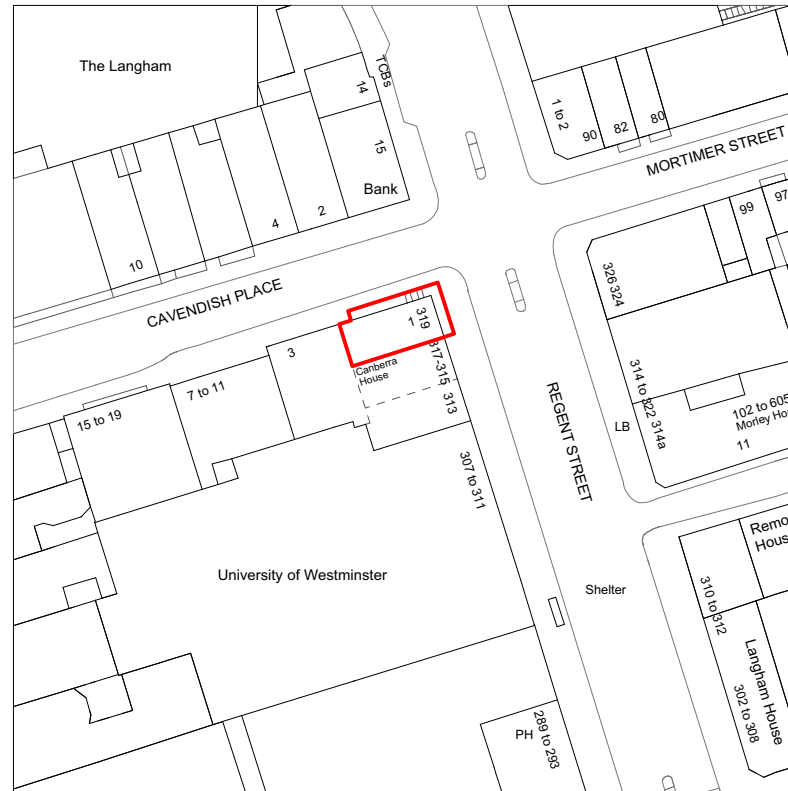 The Langham
TCBs
14
15
Bank
1 to 2
90
82
80
MORTIMER STREET
10
4
2
99
97
CAVENDISH PLACE
326 324
319
1
317-315
3
Canberra
House
313
7 to 11
15 to 19
314 to 322 314a
102 to 605
Morley Ho
11
LB
REGENT STREET
307 to 311
University of Westminster
Remo
Hous
Shelter
310 to 312
Langham House
302 to 308
PH
289 to 293